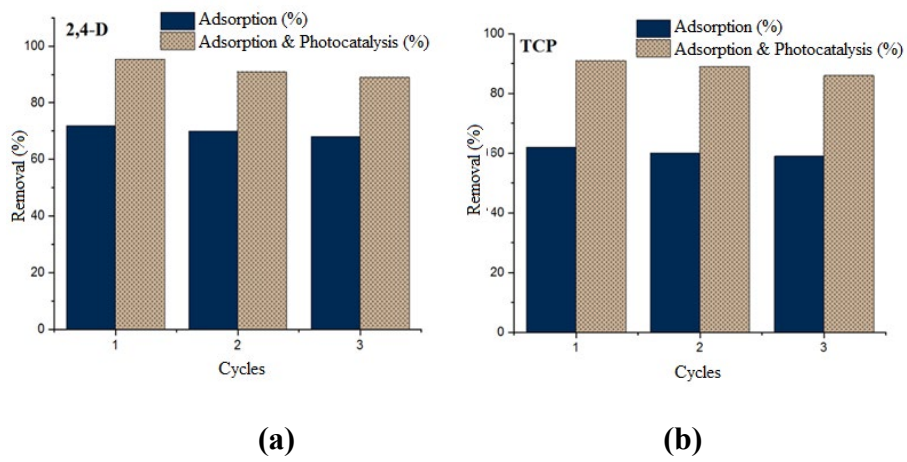 2,4-D
Adsorption (%)
Adsorption & Photocatalysis (%)
100
80
60
40
20
0
Removal (%)
1 2 3
Cycles
(a)
TCP
Adsorption (%)
Adsorption & Photocatalysis (%)
100
80
60
40
20
0
Removal (%)
1 2 3
Cycles
(b)